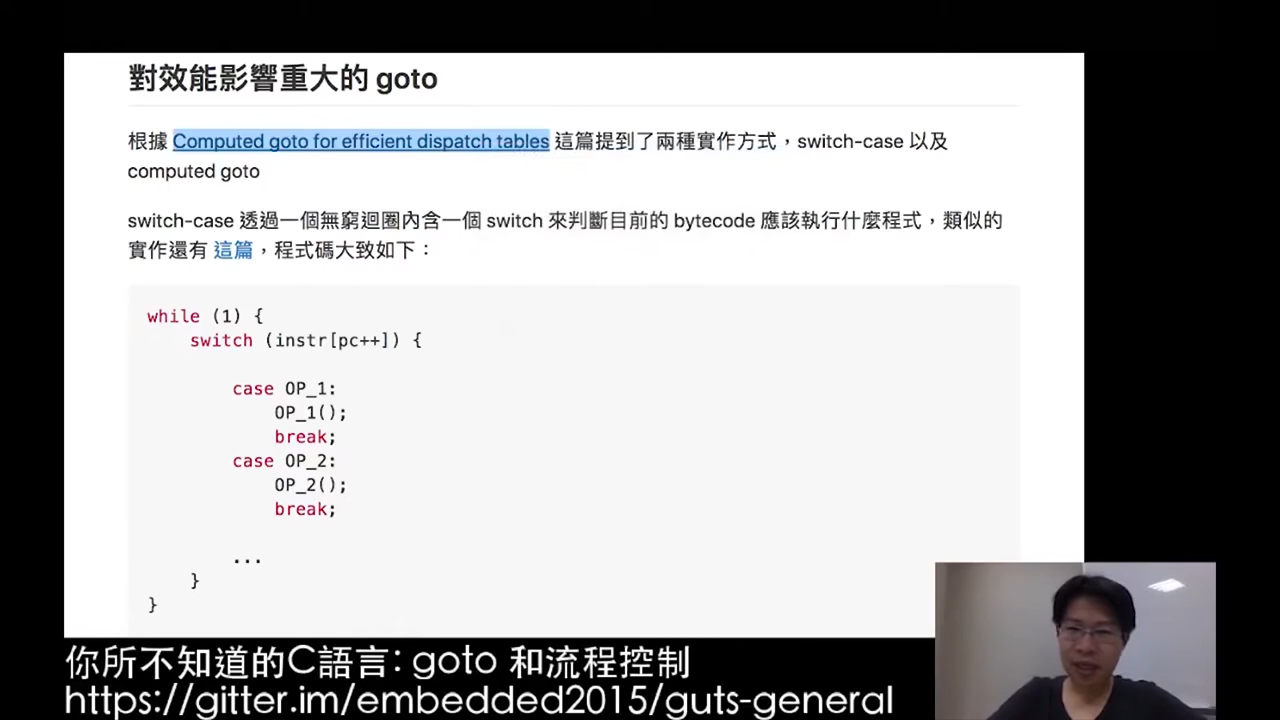 對效能影響重大的 goto
根據 Computed goto for efficient dispatch tables 這篇提到了兩種實作方式，switch-case 以及
computed goto
switch-case 透過一個無窮迴圈內含一個 switch 來判斷目前的 bytecode 應該執行什麼程式，類似的
實作還有 這篇，程式碼大致如下：
while (1) {
switch (instr[pc++]) {
case OP_1:
OP_1();
break;
case OP_2:
OP_2();
break;
...
}
}
你所不知道的C語言: goto 和流程控制
https://gitter.im/embedded2015/guts-general